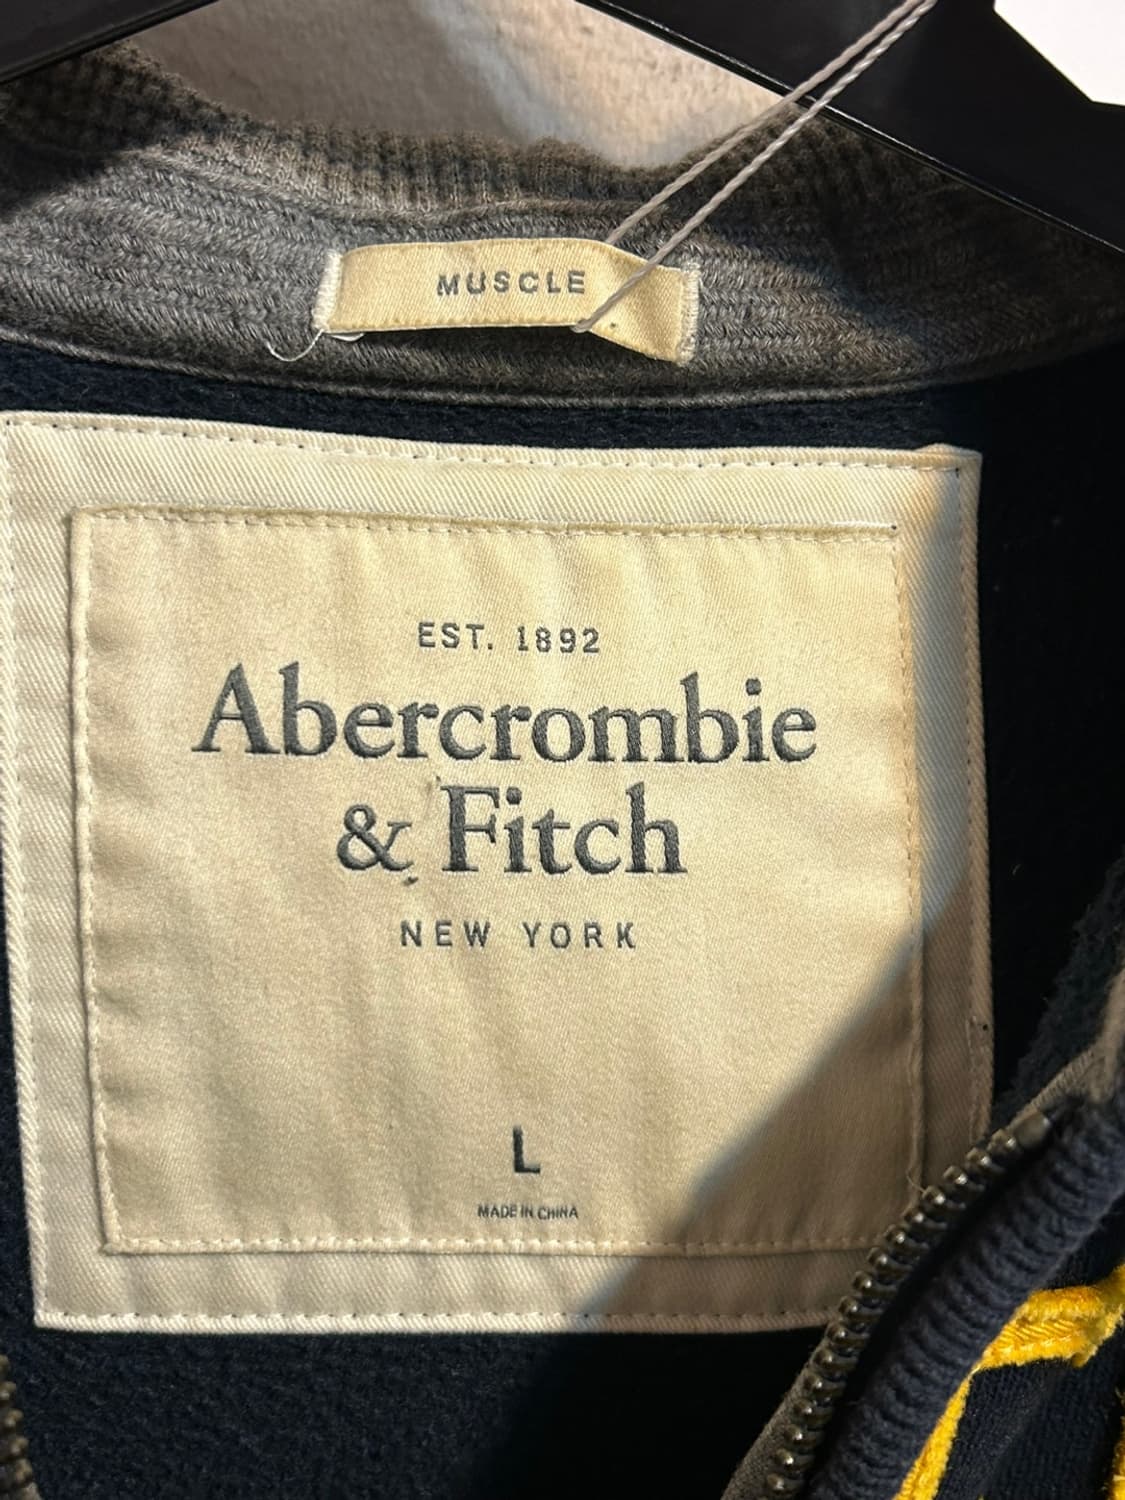 MUSCLE
EST. 1892
Abercrombie
& Fitch
NEW YORK
L
MADE IN CHINA